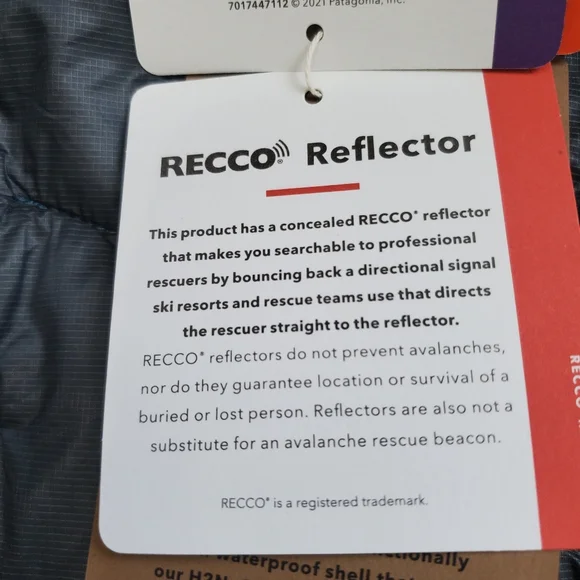 7017447112 © 2021 Patagonia, Inc.
RECCO® Reflector
This product has a concealed RECCO® reflector
that makes you searchable to professional
rescuers by bouncing back a directional signal
ski resorts and rescue teams use that directs
the rescuer straight to the reflector.
RECCO® reflectors do not prevent avalanches,
nor do they guarantee location or survival of a
buried or lost person. Reflectors are also not a
substitute for an avalanche rescue beacon.
RECCO® is a registered trademark.
RECCO
waterproof shell
our H2N